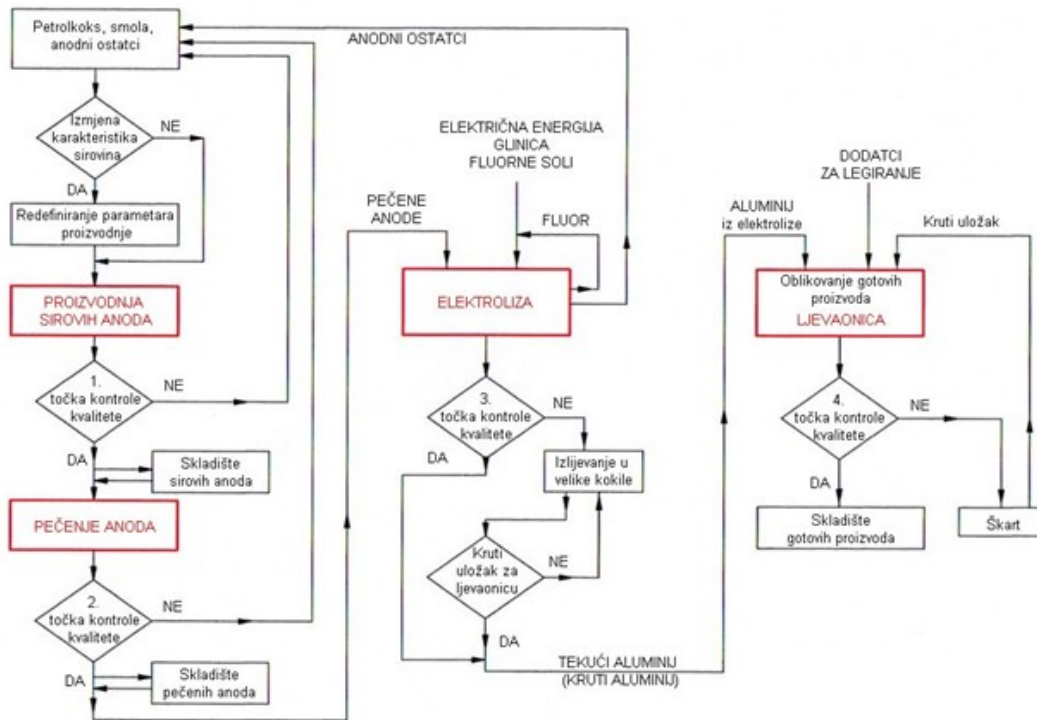 Petrolkoks, smola,
anodni ostatci
Izmjena
karakteristika
sirovina
NE
DA
Redefiniranje parametara
proizvodnje
PROIZVODNJA
SIROVIH ANODA
1.
točka kontrole
kvalitete
NE
DA
Skladište
sirovih anoda
PEČENJE ANODA
2.
točka kontrole
kvalitete
NE
DA
Skladište
pečenih anoda
ANODNI OSTATCI
ELEKTRIČNA ENERGIJA
GLINICA
FLUORNE SOLI
PEČENE
ANODE
FLUOR
ELEKTROLIZA
3.
točka kontrole
kvalitete
NE
DA
Izlijevanje u
velike kokile
Kruti
uložak za
ljevaonicu
NE
DA
TEKUĆI ALUMINIJ
(KRUTI ALUMINIJ)
DODATCI
ZA LEGIRANJE
ALUMINIJ
iz elektrolize
Kruti uložak
Oblikovanje gotovih
proizvoda
LJEVAONICA
4.
točka kontrole
kvalitete
NE
DA
Skladište
gotovih proizvoda
Škart